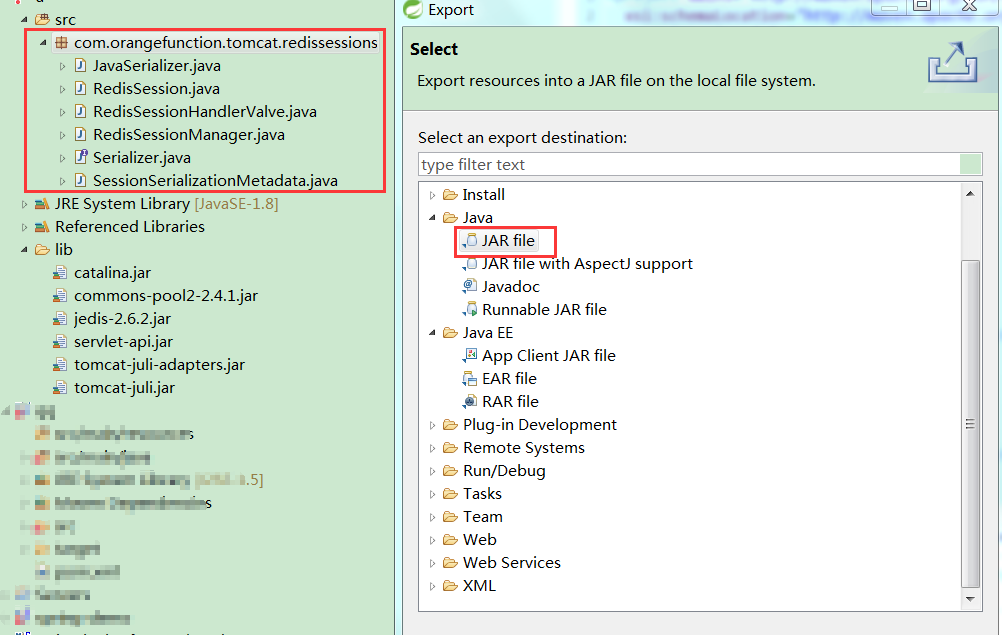 src
com.orangefunction.tomcat.redissessions
JavaSerializer.java
RedisSession.java
RedisSessionHandlerValve.java
RedisSessionManager.java
Serializer.java
SessionSerializationMetadata.java
JRE System Library [JavaSE-1.8]
Referenced Libraries
lib
catalina.jar
commons-pool2-2.4.1.jar
jedis-2.6.2.jar
servlet-api.jar
tomcat-juli-adapters.jar
tomcat-juli.jar
Export
Select
Export resources into a JAR file on the local file system.
Select an export destination:
type filter text
Install
Java
JAR file
JAR file with AspectJ support
Javadoc
Runnable JAR file
Java EE
App Client JAR file
EAR file
RAR file
Plug-in Development
Remote Systems
Run/Debug
Tasks
Team
Web
Web Services
XML